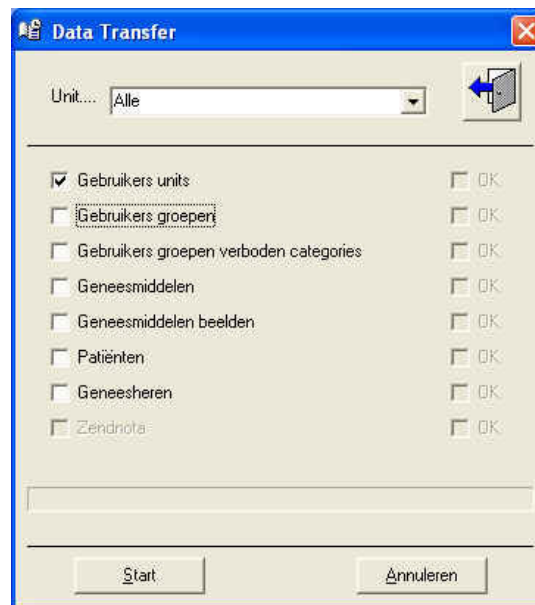 Data Transfer
Unit.... Alle
Gebruikers units OK
Gebruikers groepen OK
Gebruikers groepen verboden categories OK
Geneesmiddelen OK
Geneesmiddelen beelden OK
Patiënten OK
Geneesheren OK
Zendnota OK
Start Annuleren